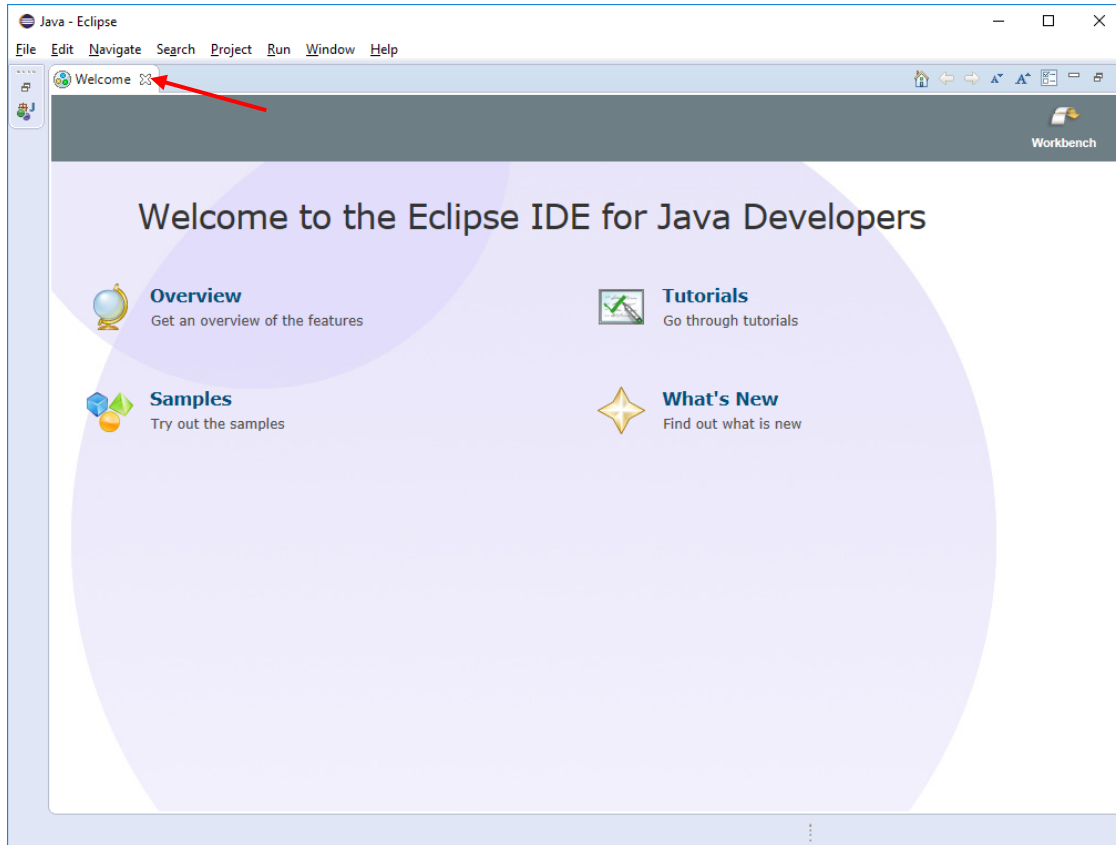 Java - Eclipse
File Edit Navigate Search Project Run Window Help
Welcome
J
Workbench
Welcome to the Eclipse IDE for Java Developers
Overview
Get an overview of the features
Tutorials
Go through tutorials
Samples
Try out the samples
What's New
Find out what is new